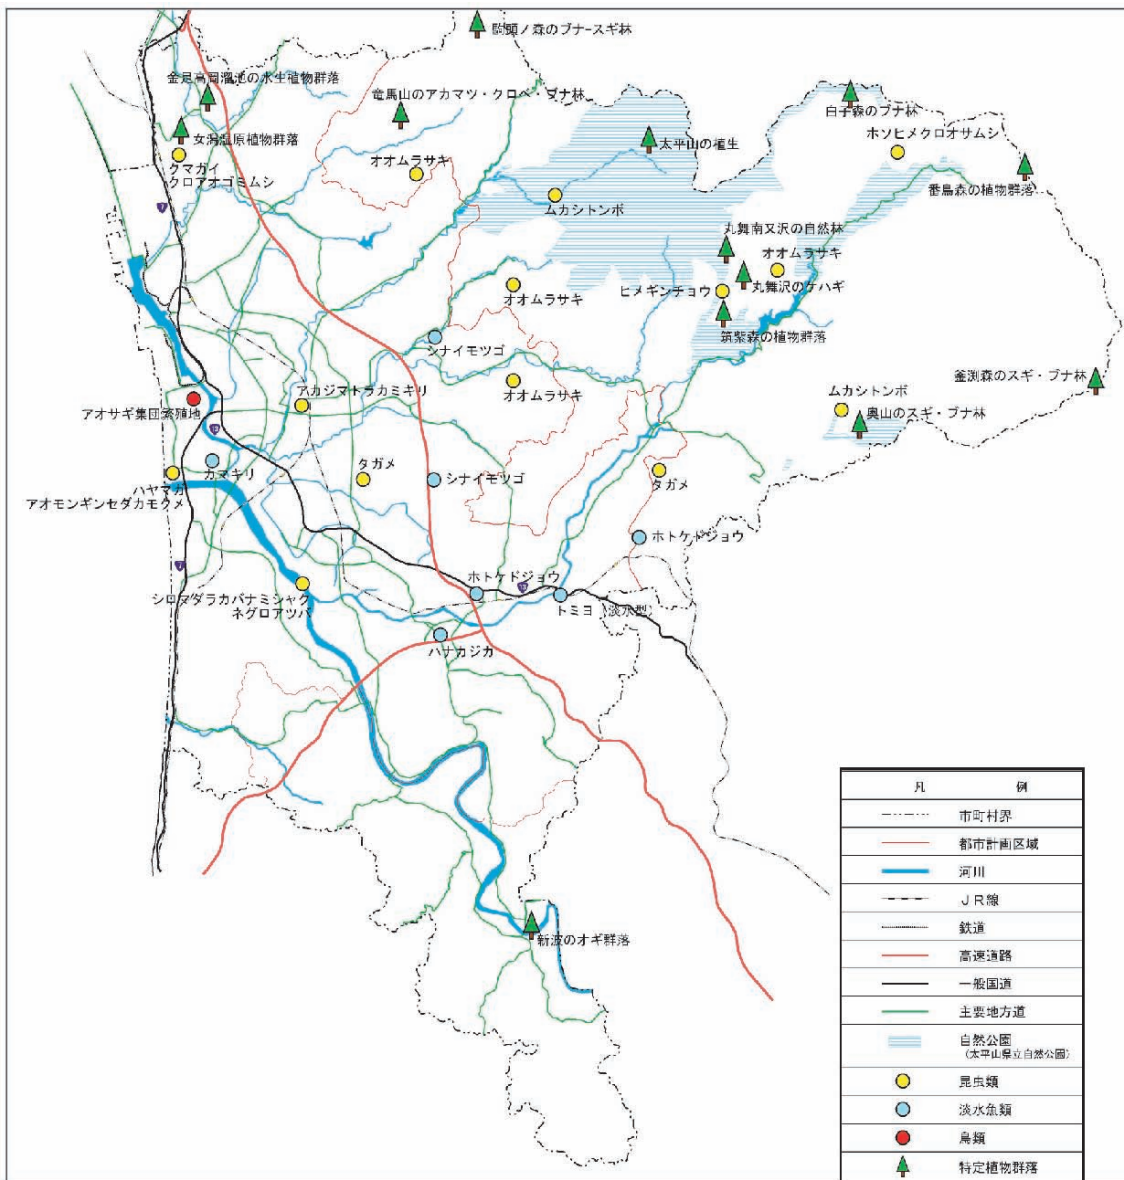 駒頭ノ森のブナースギ林
金足高岡溜池の水生植物群落
竜馬山のアカマツ・クロベ・ブナ林
白子森のブナ林
女潟湿原植物群落
太平山の植生
ホソヒメクロオサムシ
クマガイ
クロアオゴミムシ
オオムラサキ
番鳥森の植物群落
7
ムカシトンボ
丸舞南又沢の自然林
オオムラサキ
丸舞沢のケハギ
オオムラサキ
ヒメギンチョウ
筑紫森の植物群落
シナイモツゴ
釜渕森のスギ・ブナ林
オオムラサキ
アカジマトラカミキリ
ムカシトンボ
アオサギ集団繁殖地
奥山のスギ・ブナ林
13
カマキリ
タガメ
シナイモツゴ
タガメ
ハヤマガ
アオモンギンセダカモクメ
ホトケドジョウ
7
ホトケドジョウ
13
シロマダラカバナミシャク
ネグロアツバ
トミヨ（淡水型）
ハナカジカ
新波のオギ群落
凡 例
市町村界
都市計画区域
河川
JR線
鉄道
高速道路
一般国道
主要地方道
自然公園
（太平山県立自然公園）
昆虫類
淡水魚類
鳥類
特定植物群落